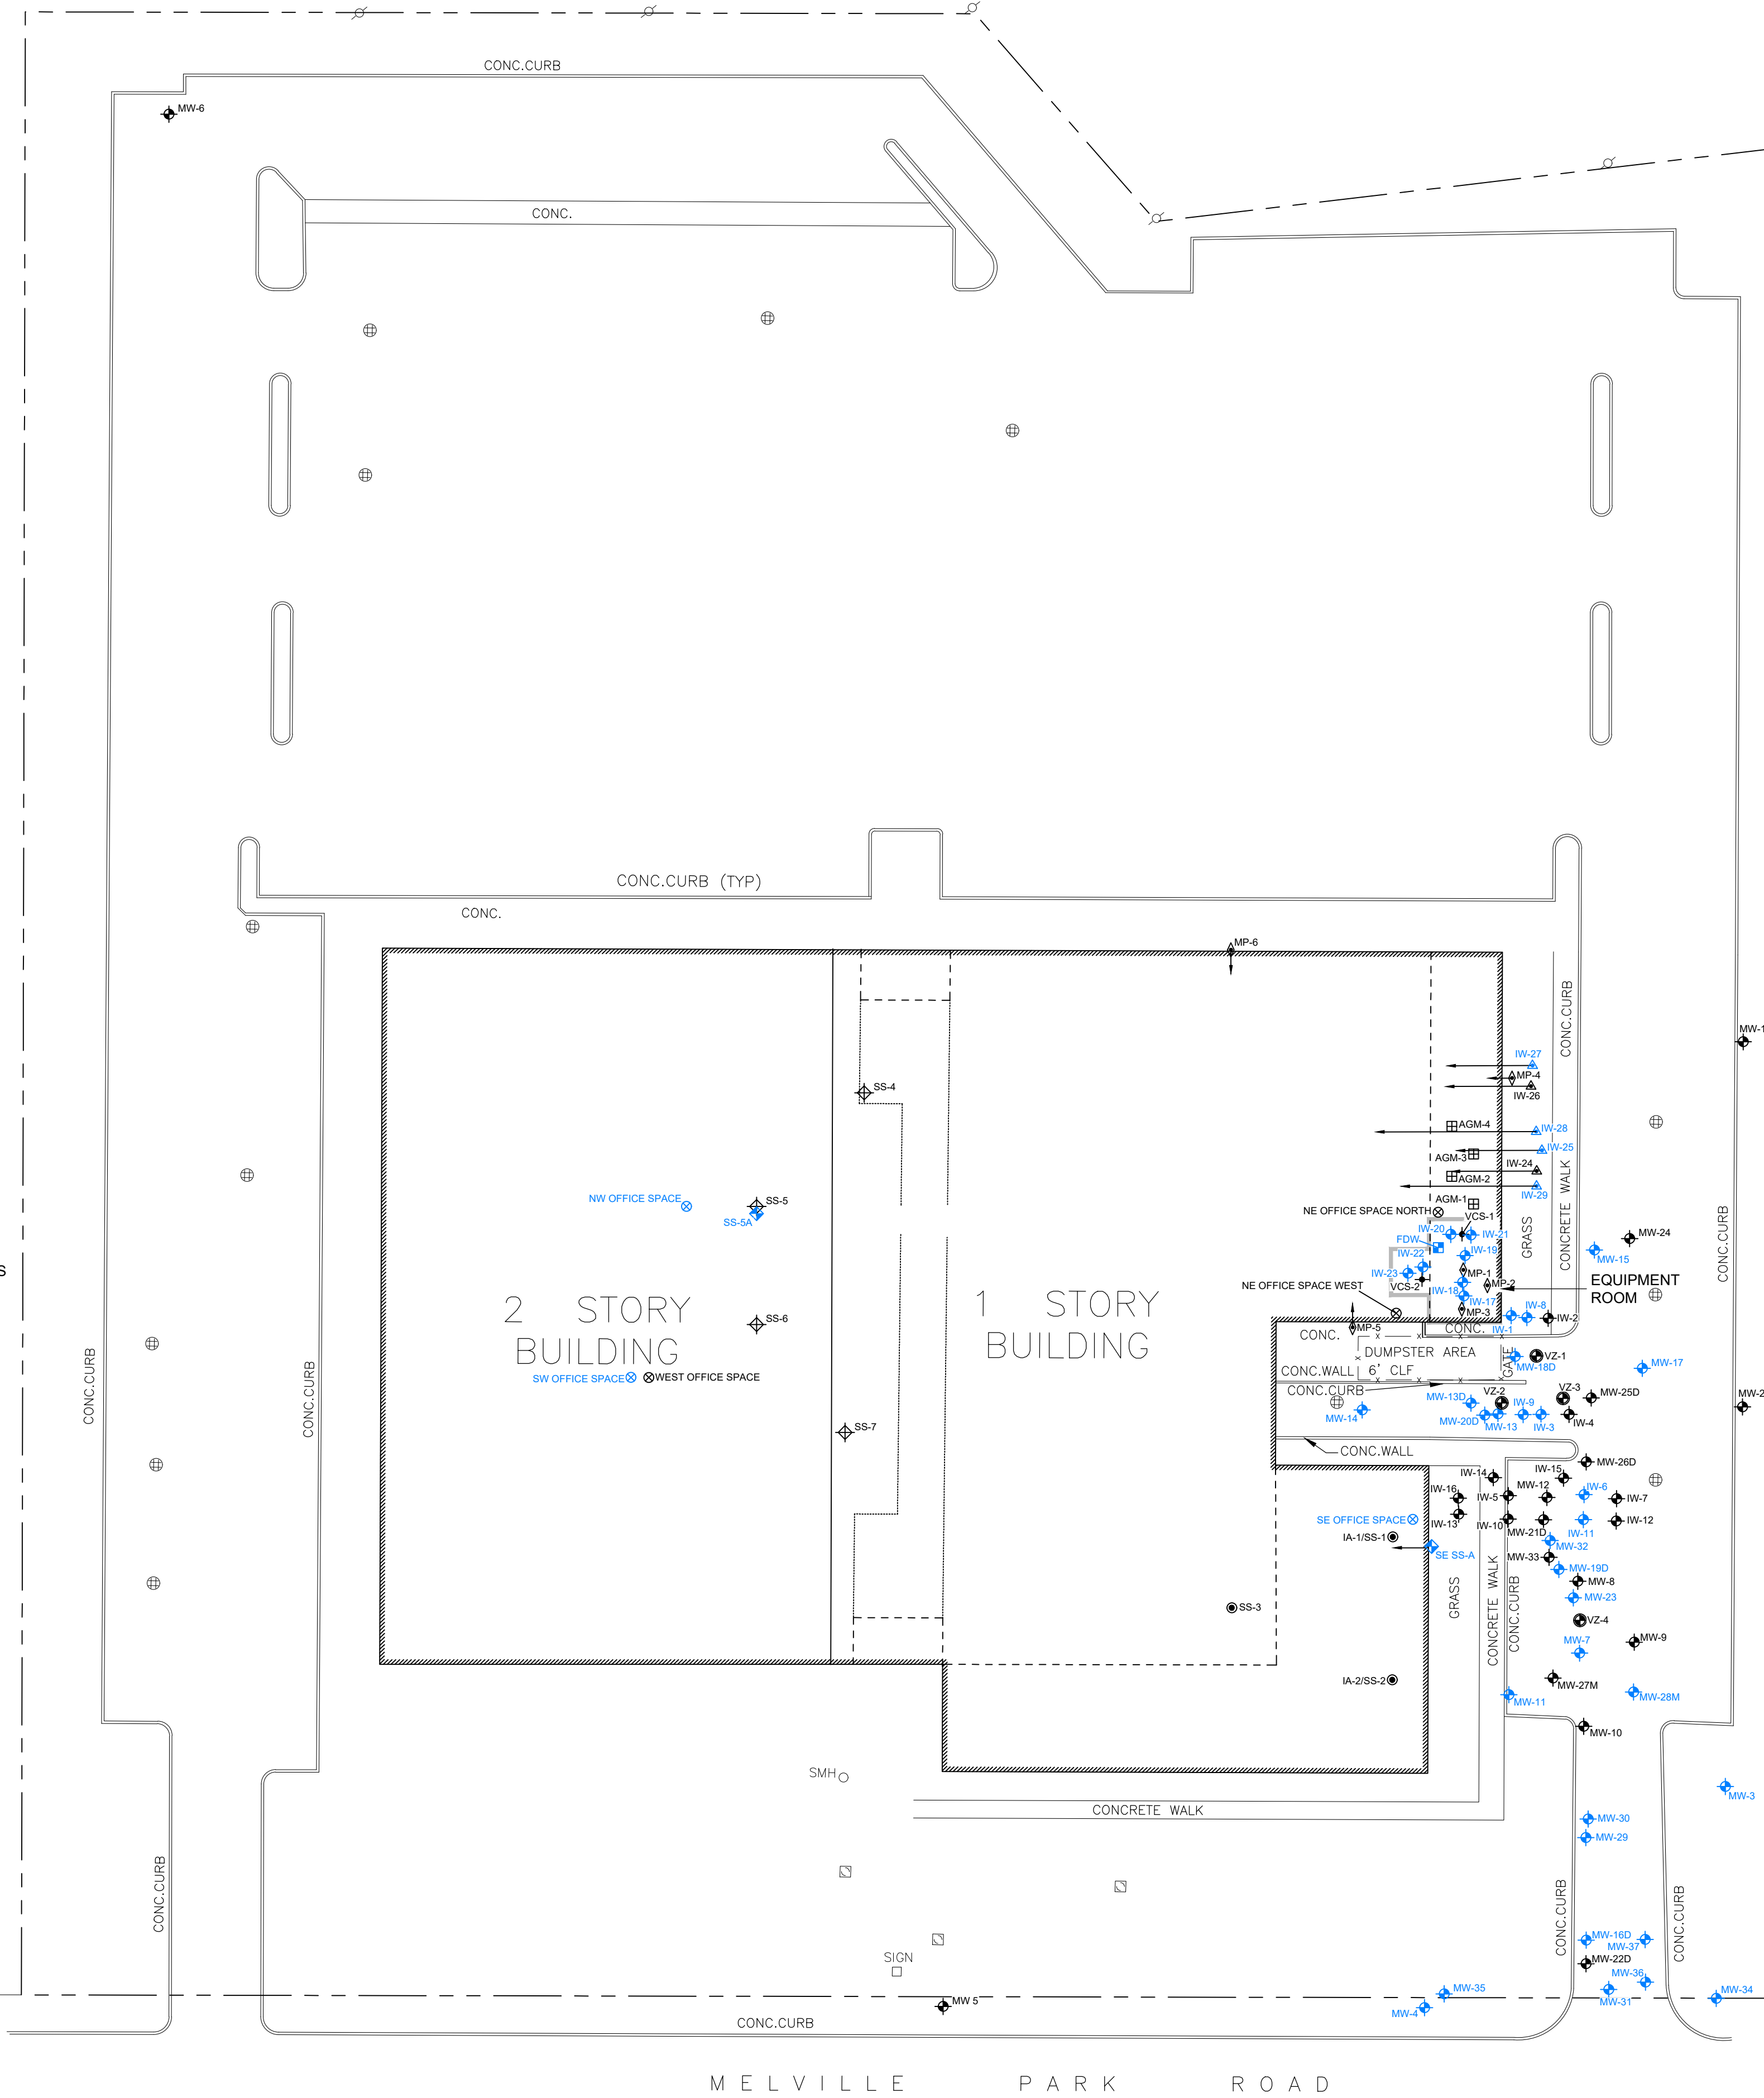 CONC.CURB
MW-6
CONC.
CONC.CURB (TYP)
CONC.
MP-6
CONC.CURB
MW-1
IW-27
MP-4
IW-26
SS-4
AGM-4
IW-28
IW-25
AGM-3
IW-24
AGM-2
IW-29
CONCRETE WALK
NW OFFICE SPACE
SS-5
AGM-1
NE OFFICE SPACE NORTH
VCS-1
SS-5A
GRASS
IW-20
IW-21
FDW
MW-24
IW-22
IW-19
MW-15
CONC.CURB
S
IW-23
MP-1
VCS-2
NE OFFICE SPACE WEST
IW-18
MP-2
EQUIPMENT
ROOM
IW-17
2 STORY
BUILDING
1 STORY
BUILDING
MP-3
SS-6
IW-8
IW-2
MP-5
CONC.
IW-1
CONC.
DUMPSTER AREA
GATE
VZ-1
MW-18D
CONC.WALL
6' CLF
MW-17
SW OFFICE SPACE
WEST OFFICE SPACE
CONC.CURB
CONC.CURB
CONC.CURB
MW-13D
VZ-2
VZ-3
MW-25D
IW-9
MW-2
MW-14
MW-20D
MW-13
IW-3
IW-4
SS-7
CONC.WALL
MW-26D
IW-14
IW-15
IW-16
IW-5
MW-12
IW-6
IW-7
IW-13
IW-10
SE OFFICE SPACE
MW-21D
IW-11
IW-12
IA-1/SS-1
MW-32
SE SS-A
MW-33
MW-19D
MW-8
GRASS
CONCRETE WALK
CONC.CURB
MW-23
SS-3
VZ-4
MW-7
MW-9
IA-2/SS-2
MW-27M
MW-11
MW-28M
MW-10
SMH
MW-3
CONCRETE WALK
MW-30
MW-29
CONC.CURB
CONC.CURB
CONC.CURB
MW-16D
MW-37
SIGN
MW-22D
MW-36
MW 5
MW-35
MW-4
MW-31
MW-34
CONC.CURB
MELVILLE PARK ROAD